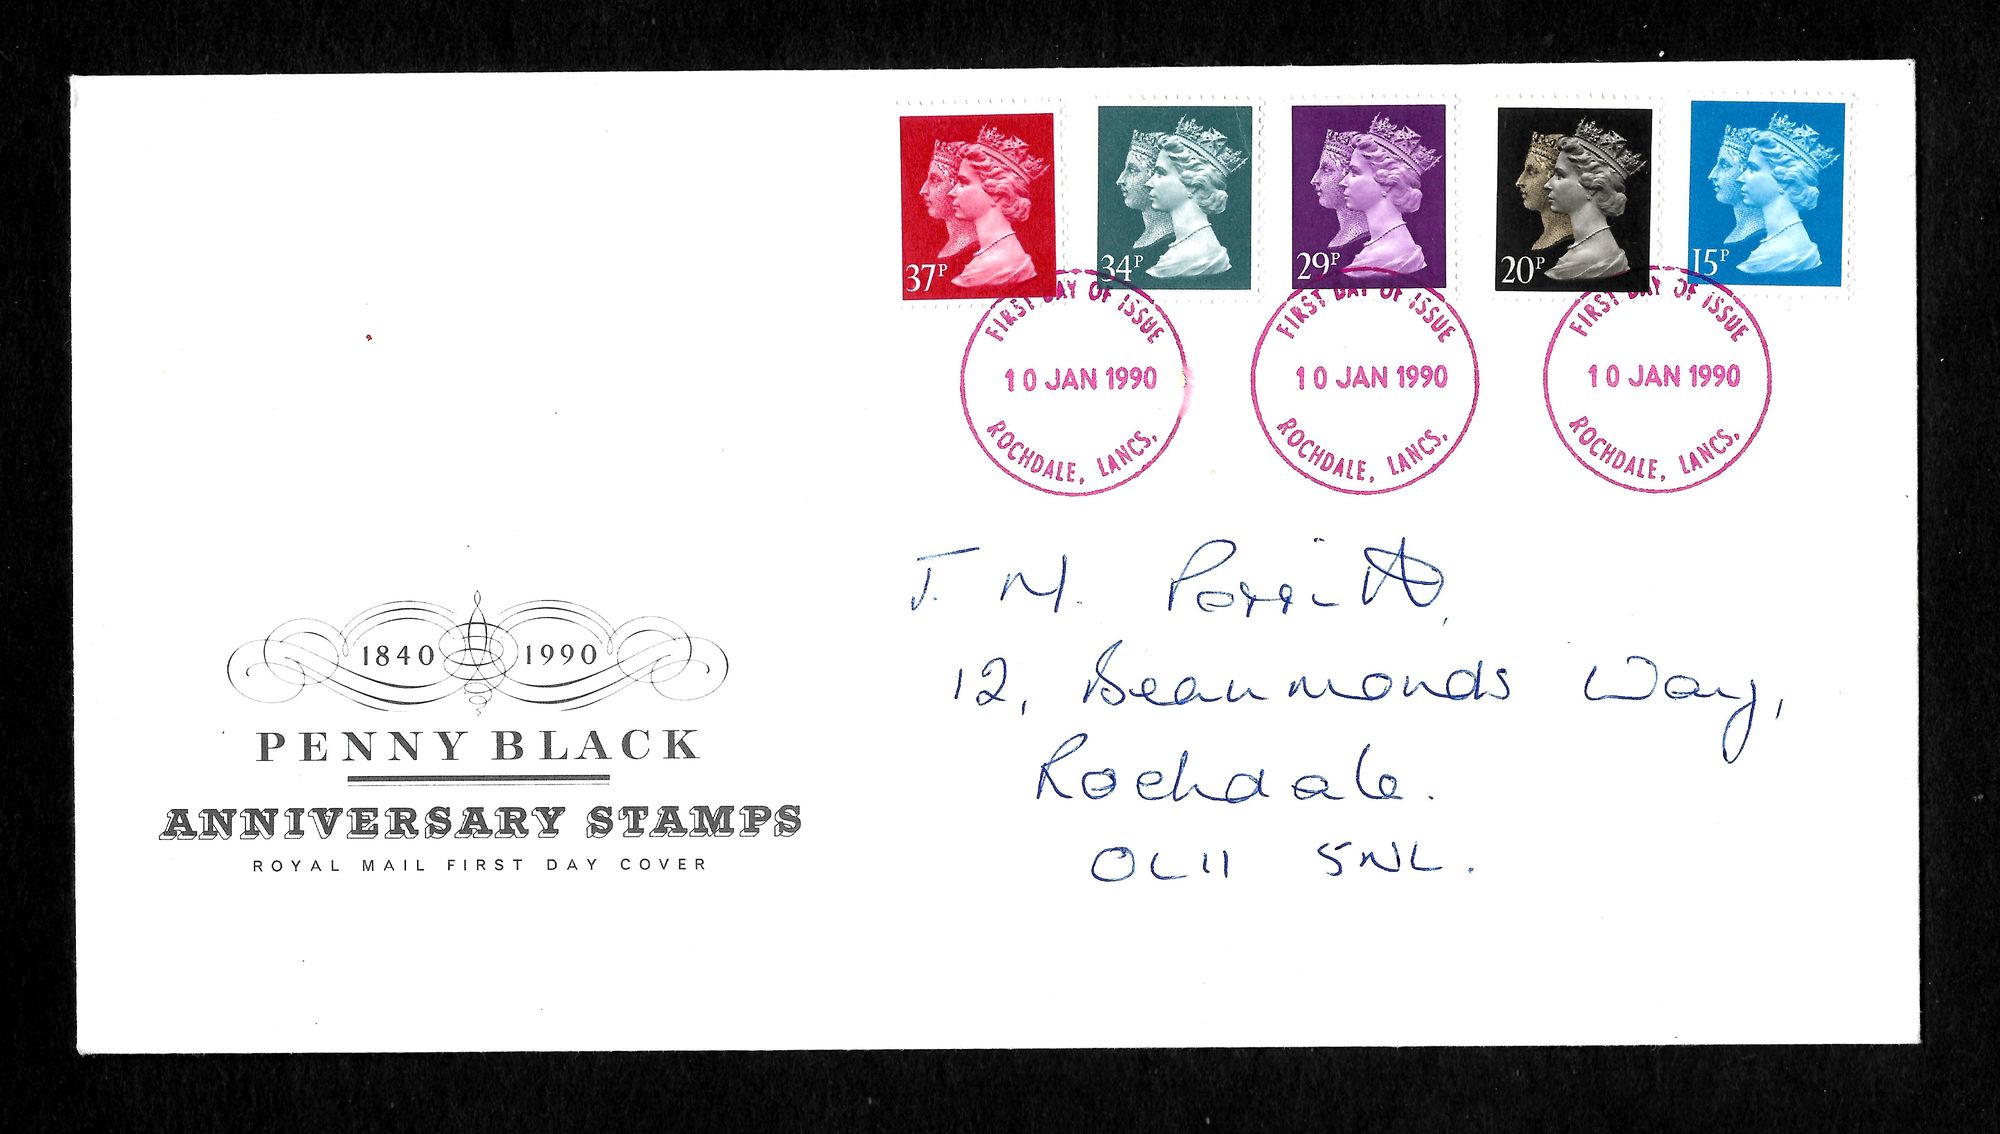 37P
34P
29P
20P
15P
FIRST DAY OF ISSUE
10 JAN 1990
ROCHDALE, LANCS.
FIRST DAY OF ISSUE
10 JAN 1990
ROCHDALE, LANCS.
FIRST DAY OF ISSUE
10 JAN 1990
ROCHDALE, LANCS.
J. M. Porritt,
12, Beaumonds Way,
Rochdale.
OL11 5NL.
1840 1990
PENNY BLACK
ANNIVERSARY STAMPS
ROYAL MAIL FIRST DAY COVER